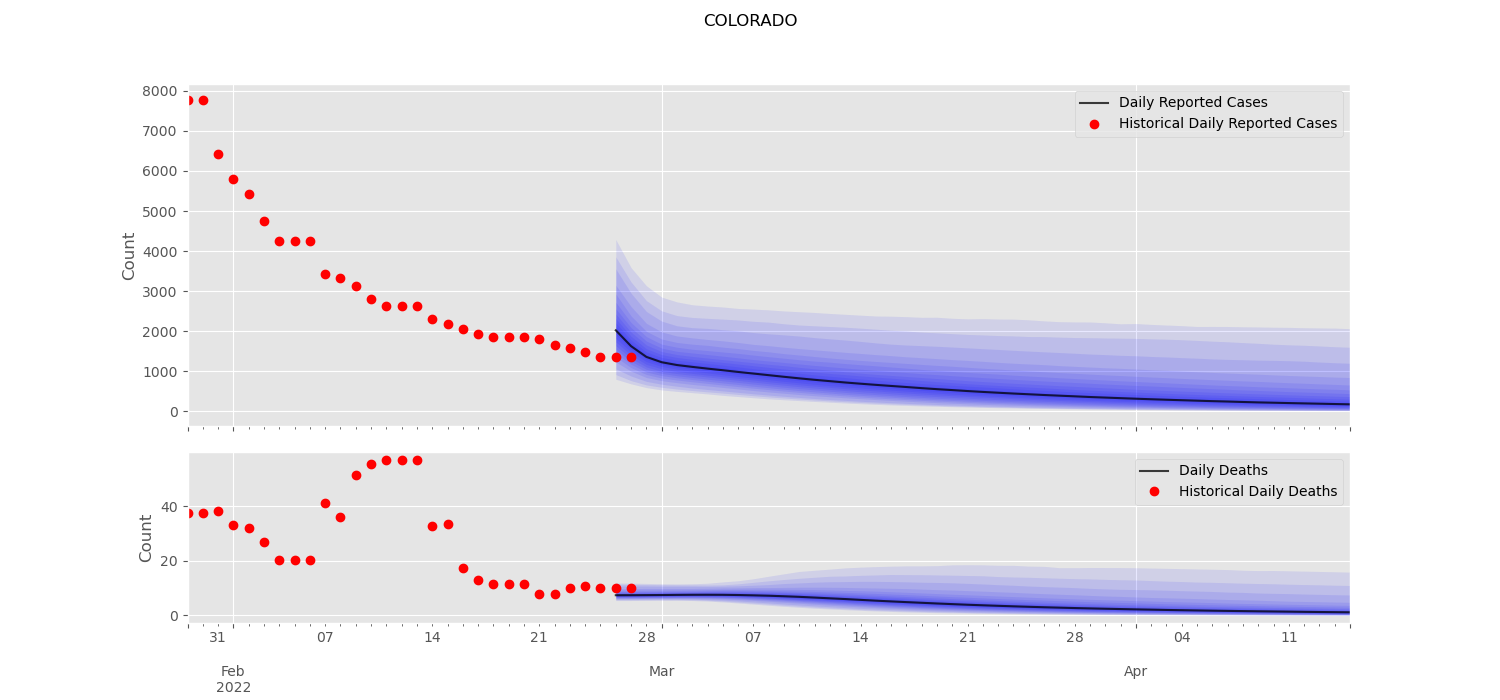 COLORADO
8000
7000
6000
5000
4000
3000
2000
1000
0
Count
Daily Reported Cases
Historical Daily Reported Cases
40
20
0
Count
Daily Deaths
Historical Daily Deaths
31 07 14 21 28 07 14 21 28 04 11
Feb Mar Apr
2022